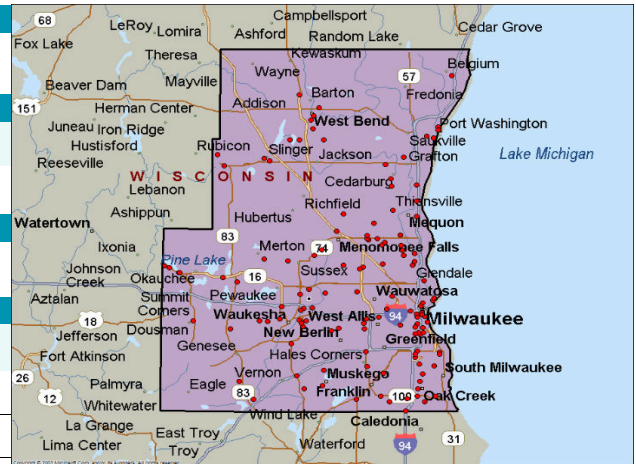 68
LeRoy
Lomira
Campbellsport
Ashford
Random Lake
Cedar Grove
Fox Lake
Theresa
Kewaskum
Belgium
Beaver Dam
Mayville
Wayne
57
Fredonia
151
Herman Center
Addison
Barton
Juneau
Iron Ridge
West Bend
Port Washington
Hustisford
Rubicon
Slinger
Jackson
Saukville
Grafton
Lake Michigan
Reeseville
WISCONSIN
Lebanon
Cedarburg
Ashippun
Richfield
Thiensville
Watertown
Hubertus
Mequon
Ixonia
83
Merton
74
Menomonee Falls
Pine Lake
Johnson
Creek
Okauchee
16
Sussex
Glendale
Aztalan
Summit
Corners
Pewaukee
Wauwatosa
18
Dousman
Waukesha
West Allis
94
Milwaukee
Jefferson
New Berlin
Greenfield
Fort Atkinson
Genesee
Hales Corners
26
Palmyra
Eagle
Vernon
Muskego
South Milwaukee
12
Whitewater
83
Franklin
100
Oak Creek
La Grange
Wind Lake
Caledonia
Lima Center
East Troy
Troy
Waterford
94
31